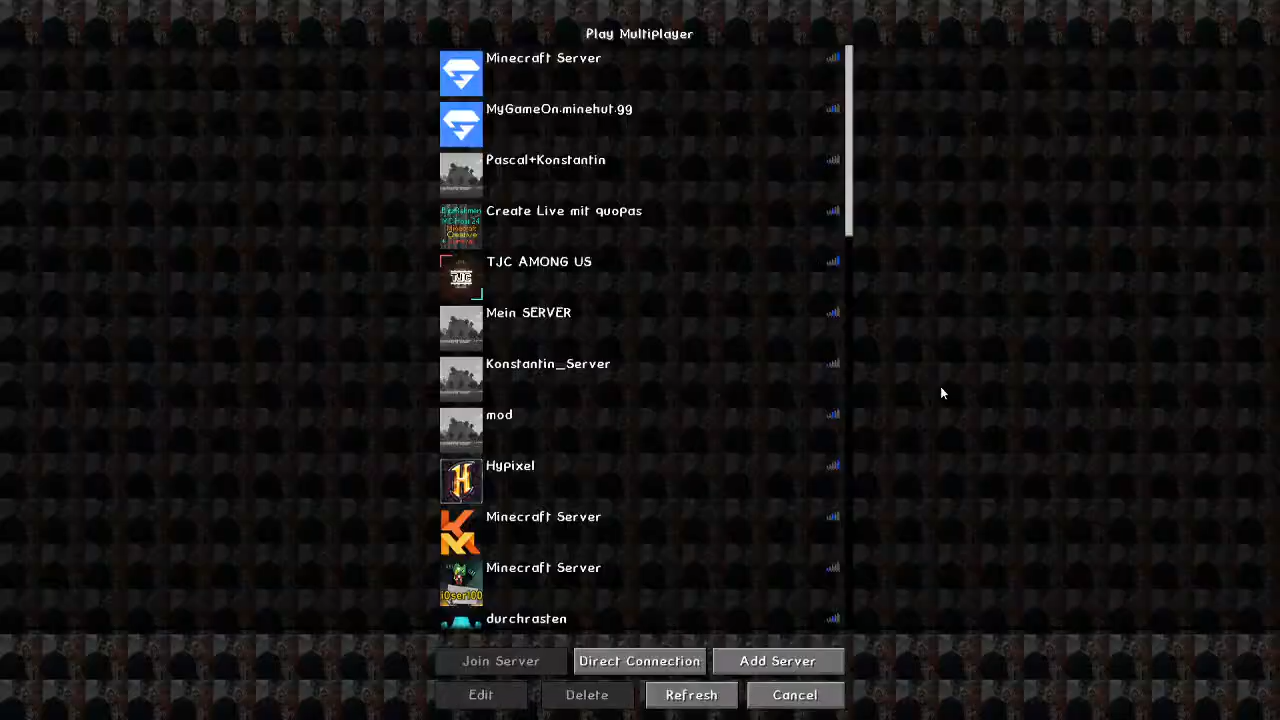 Play Multiplayer
Minecraft Server
MyGameOn.minehut.gg
Pascal+Konstantin
Create Live mit quopas
TJC AMONG US
TJC
Mein SERVER
Konstantin_Server
mod
Hypixel
H
Minecraft Server
Minecraft Server
durchrasten
Join Server
Direct Connection
Add Server
Edit
Delete
Refresh
Cancel